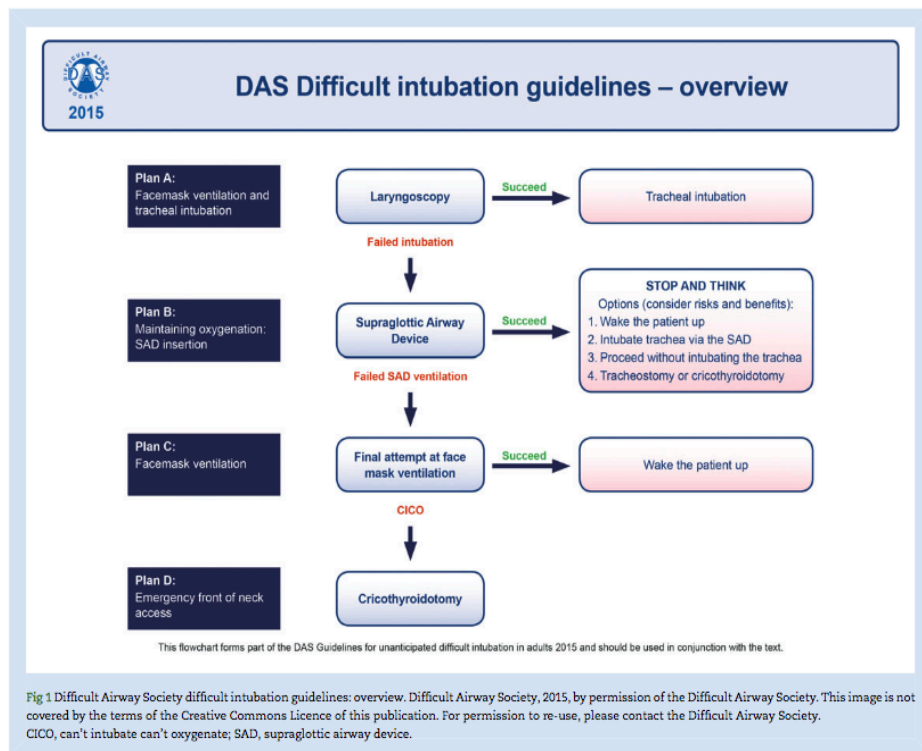 DIFFICULT AIRWAY
DAS
SOCIETY
2015
DAS Difficult intubation guidelines – overview
Plan A:
Facemask ventilation and
tracheal intubation
Laryngoscopy
Succeed
Tracheal intubation
Failed intubation
Plan B:
Maintaining oxygenation:
SAD insertion
Supraglottic Airway
Device
Succeed
STOP AND THINK
Options (consider risks and benefits):
1. Wake the patient up
2. Intubate trachea via the SAD
3. Proceed without intubating the trachea
4. Tracheostomy or cricothyroidotomy
Failed SAD ventilation
Plan C:
Facemask ventilation
Final attempt at face
mask ventilation
Succeed
Wake the patient up
CICO
Plan D:
Emergency front of neck
access
Cricothyroidotomy
This flowchart forms part of the DAS Guidelines for unanticipated difficult intubation in adults 2015 and should be used in conjunction with the text.
Fig 1 Difficult Airway Society difficult intubation guidelines: overview. Difficult Airway Society, 2015, by permission of the Difficult Airway Society. This image is not
covered by the terms of the Creative Commons Licence of this publication. For permission to re-use, please contact the Difficult Airway Society.
CICO, can't intubate can't oxygenate; SAD, supraglottic airway device.